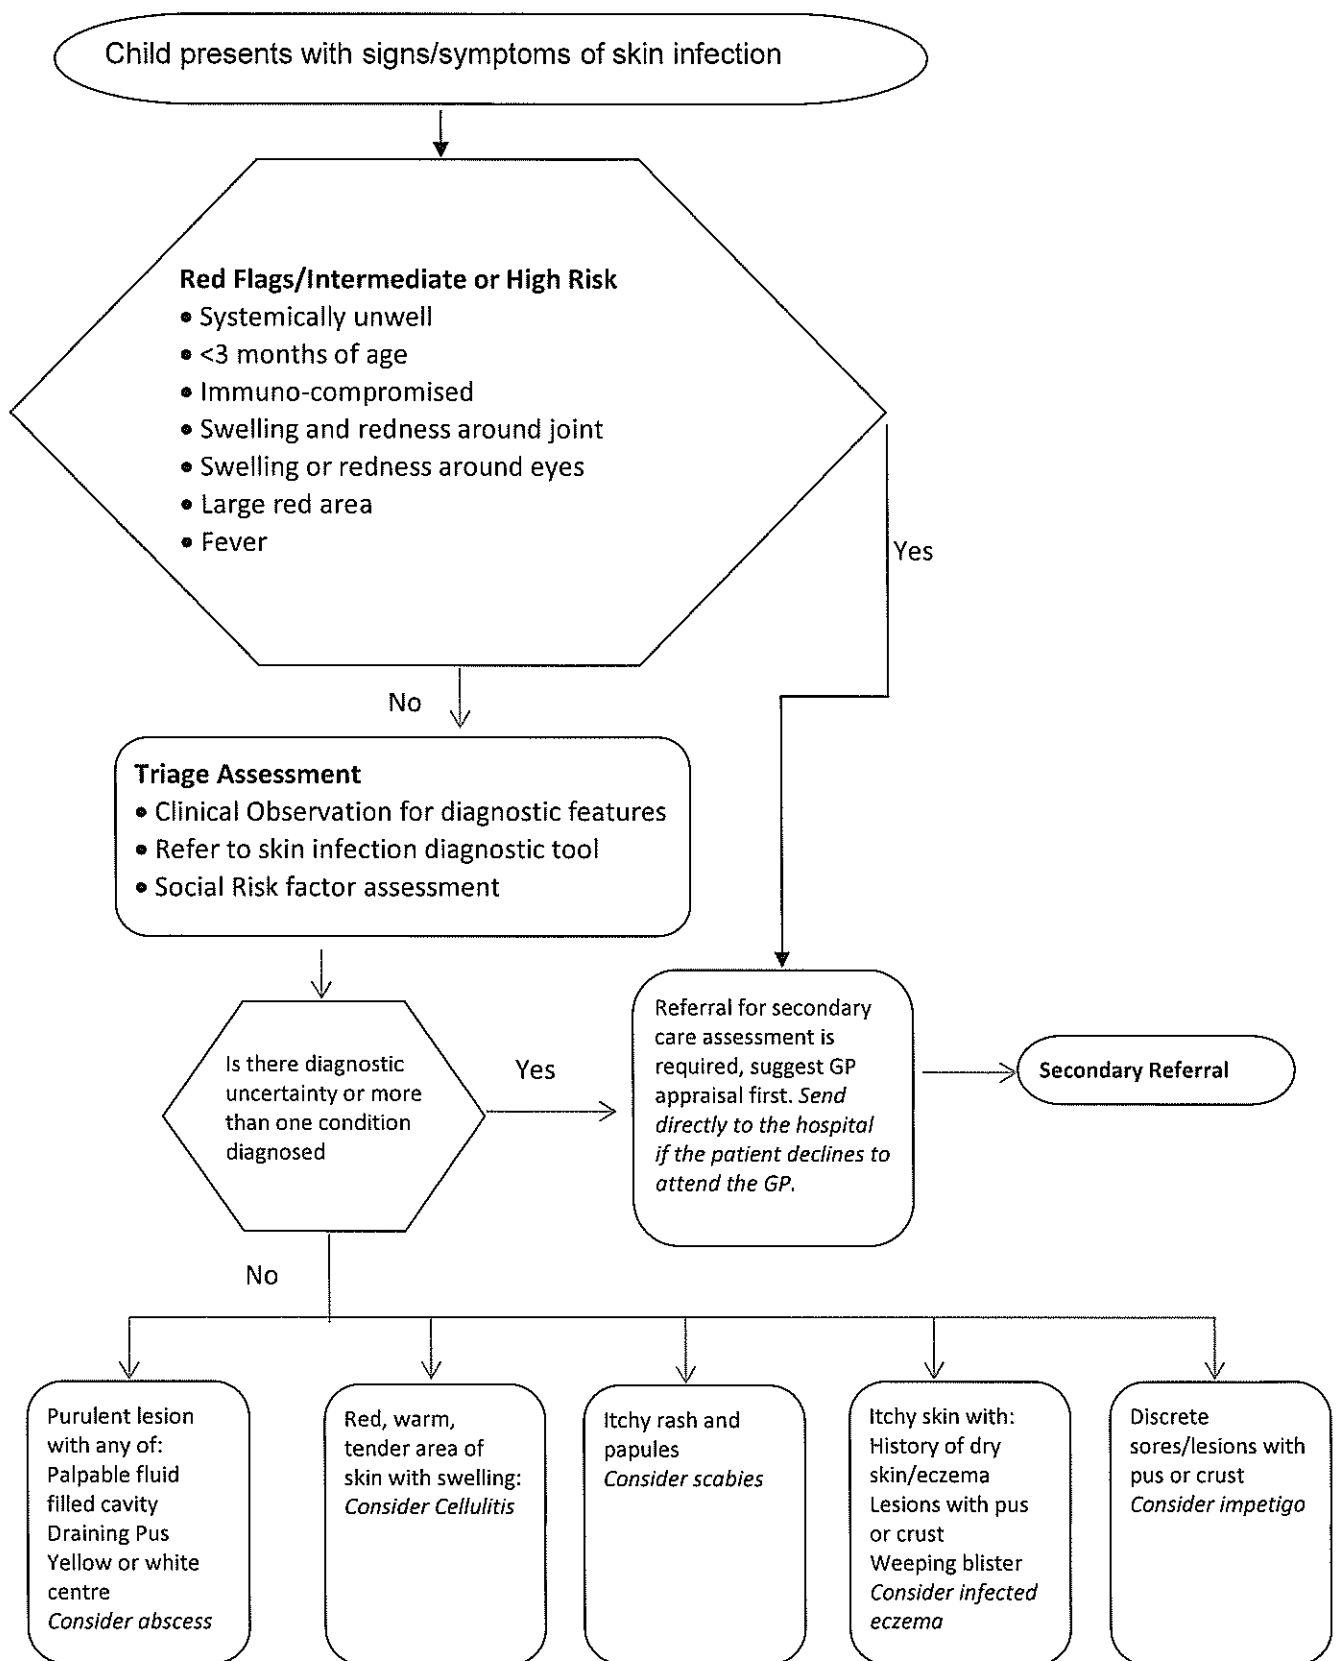 Child presents with signs/symptoms of skin infection
Red Flags/Intermediate or High Risk
• Systemically unwell
• <3 months of age
• Immuno-compromised
• Swelling and redness around joint
• Swelling or redness around eyes
• Large red area
• Fever
Yes
No
Triage Assessment
• Clinical Observation for diagnostic features
• Refer to skin infection diagnostic tool
• Social Risk factor assessment
Is there diagnostic
uncertainty or more
than one condition
diagnosed
Yes
Referral for secondary
care assessment is
required, suggest GP
appraisal first. Send
directly to the hospital
if the patient declines to
attend the GP.
Secondary Referral
No
Purulent lesion
with any of:
Palpable fluid
filled cavity
Draining Pus
Yellow or white
centre
Consider abscess
Red, warm,
tender area of
skin with swelling:
Consider Cellulitis
Itchy rash and
papules
Consider scabies
Itchy skin with:
History of dry
skin/eczema
Lesions with pus
or crust
Weeping blister
Consider infected
eczema
Discrete
sores/lesions with
pus or crust
Consider impetigo